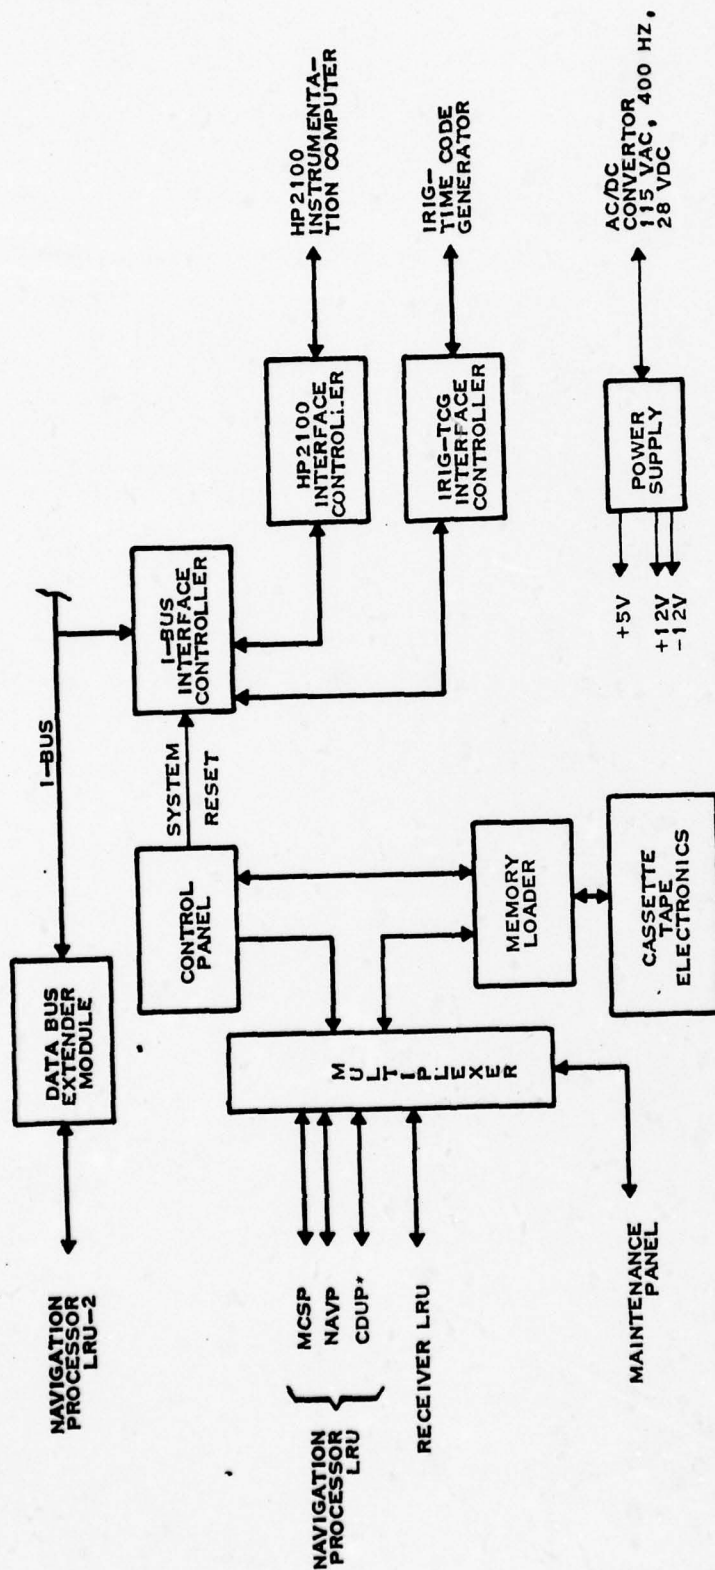 NAVIGATION
PROCESSOR
LRU-2
DATA BUS
EXTENDER
MODULE
I-BUS
NAVIGATION
PROCESSOR
LRU
MCSP
NAVP
CDUP*
RECEIVER LRU
MAINTENANCE
PANEL
MULTIPLEXER
CONTROL
PANEL
SYSTEM
RESET
I-BUS
INTERFACE
CONTROLLER
MEMORY
LOADER
CASSETTE
TAPE
ELECTRONICS
HP2100
INTERFACE
CONTROLLER
HP2100
INSTRUMENTA-
TION COMPUTER
IRIG-TCG
INTERFACE
CONTROLLER
IRIG-
TIME CODE
GENERATOR
+5V
+12V
-12V
POWER
SUPPLY
AC/DC
CONVERTOR
115 VAC, 400 HZ,
28 VDC